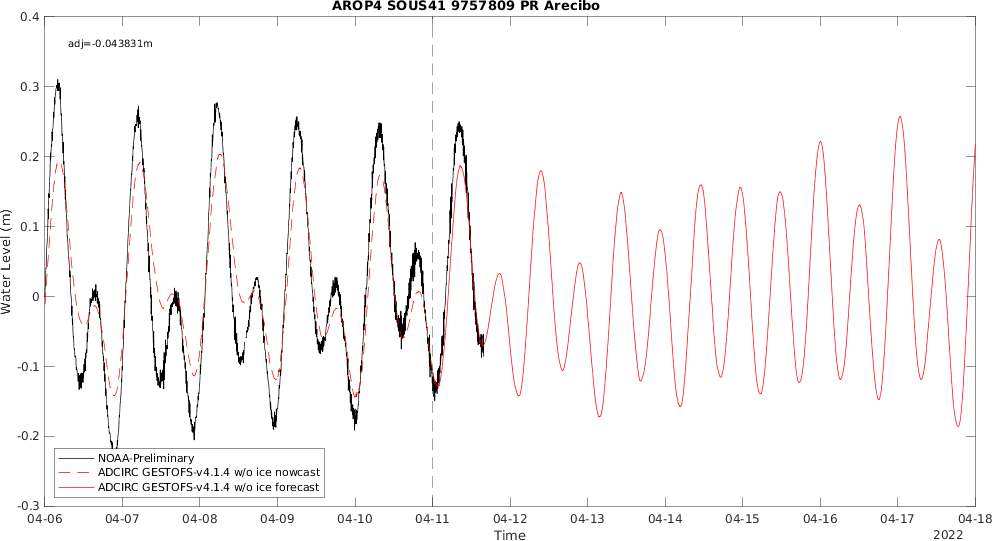 AROP4 SOUS41 9757809 PR Arecibo
adj=-0.043831m
0.4
0.3
0.2
0.1
0
-0.1
-0.2
-0.3
Water Level (m)
NOAA-Preliminary
ADCIRC GESTOFS-v4.1.4 w/o ice nowcast
ADCIRC GESTOFS-v4.1.4 w/o ice forecast
04-06 04-07 04-08 04-09 04-10 04-11 04-12 04-13 04-14 04-15 04-16 04-17 04-18
Time
2022